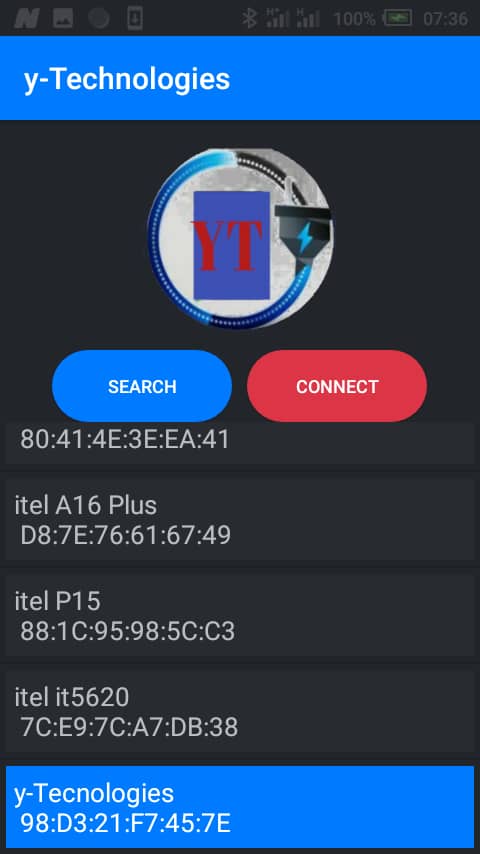 H+ H 100% 07:36
y-Technologies
YT
SEARCH CONNECT
80:41:4E:3E:EA:41
itel A16 Plus
D8:7E:76:61:67:49
itel P15
88:1C:95:98:5C:C3
itel it5620
7C:E9:7C:A7:DB:38
y-Tecnologies
98:D3:21:F7:45:7E